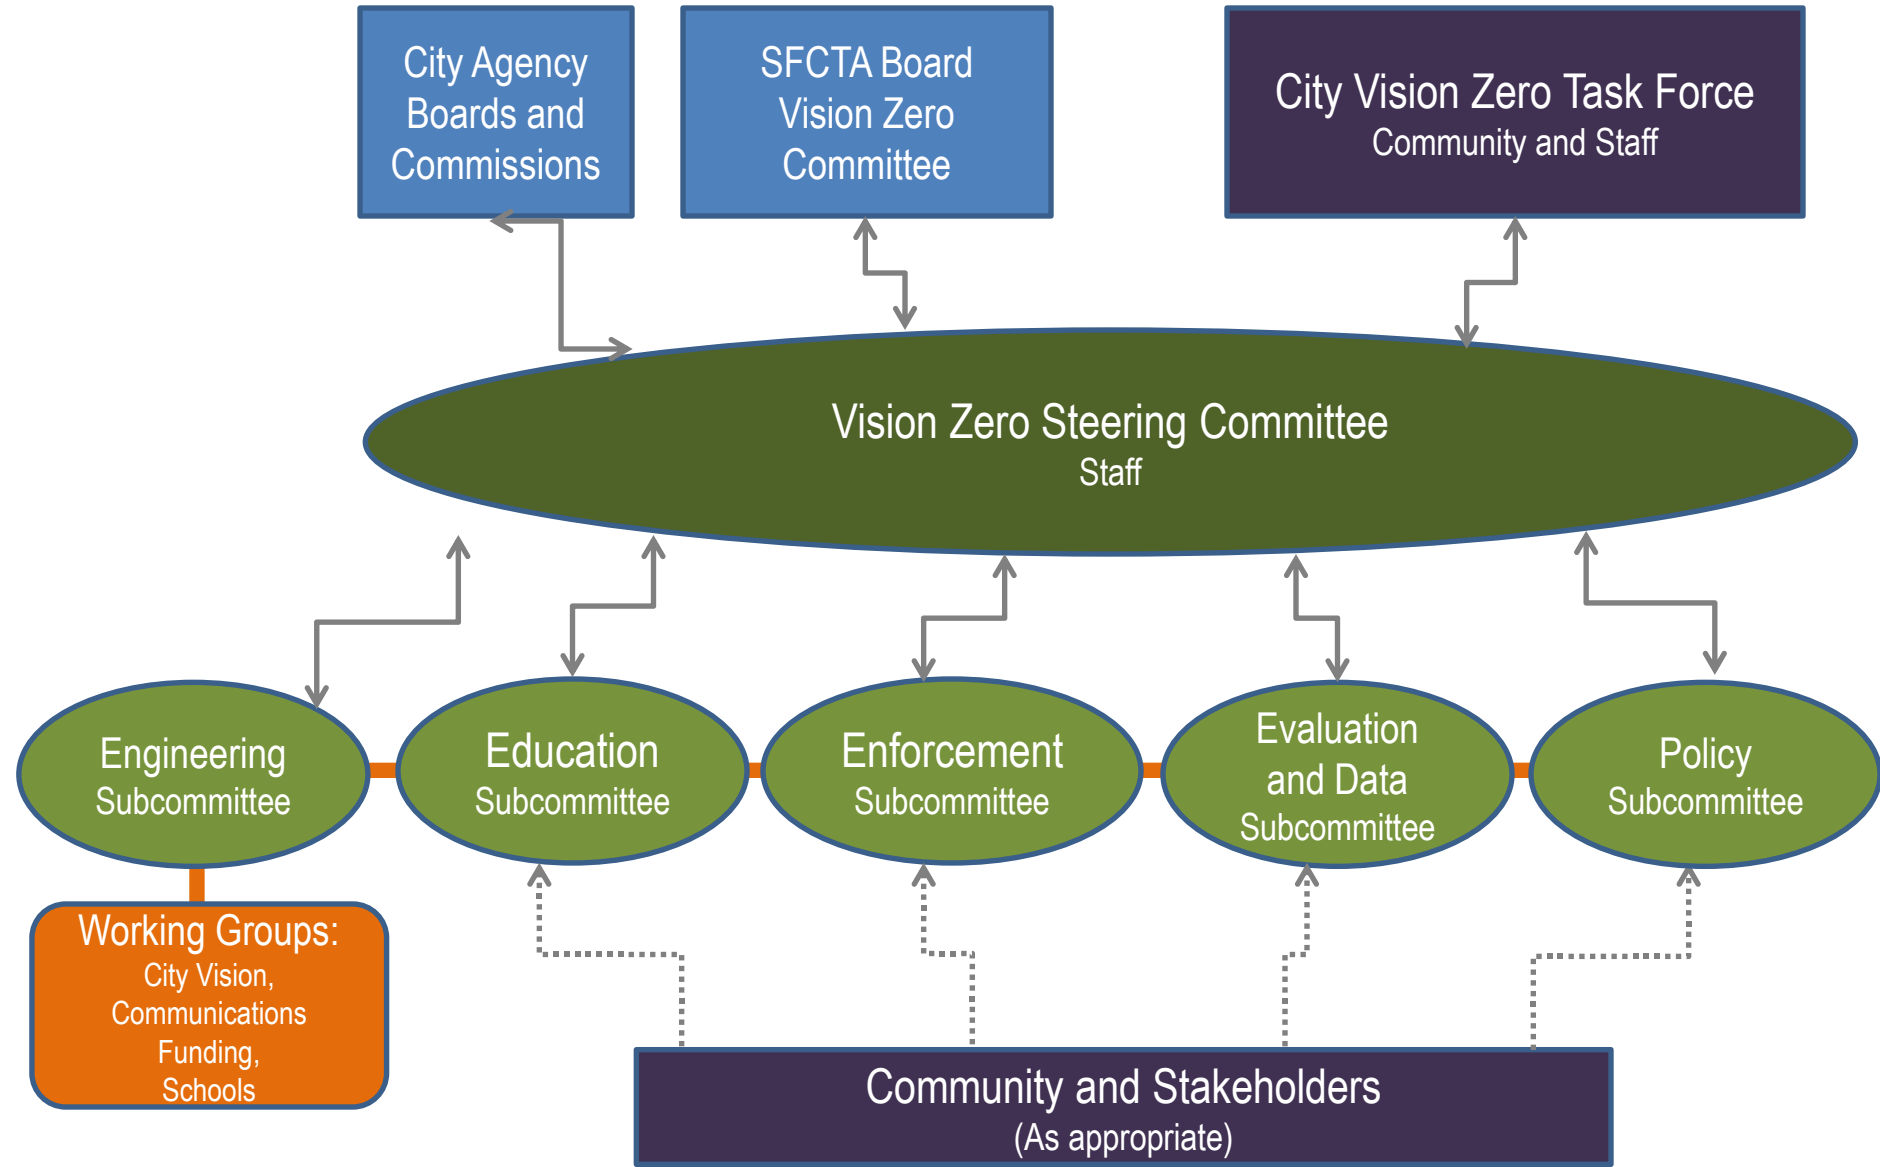 City Agency
Boards and
Commissions
SFCTA Board
Vision Zero
Committee
City Vision Zero Task Force
Community and Staff
Vision Zero Steering Committee
Staff
Engineering
Subcommittee
Education
Subcommittee
Enforcement
Subcommittee
Evaluation
and Data
Subcommittee
Policy
Subcommittee
Working Groups:
City Vision,
Communications
Funding,
Schools
Community and Stakeholders
(As appropriate)